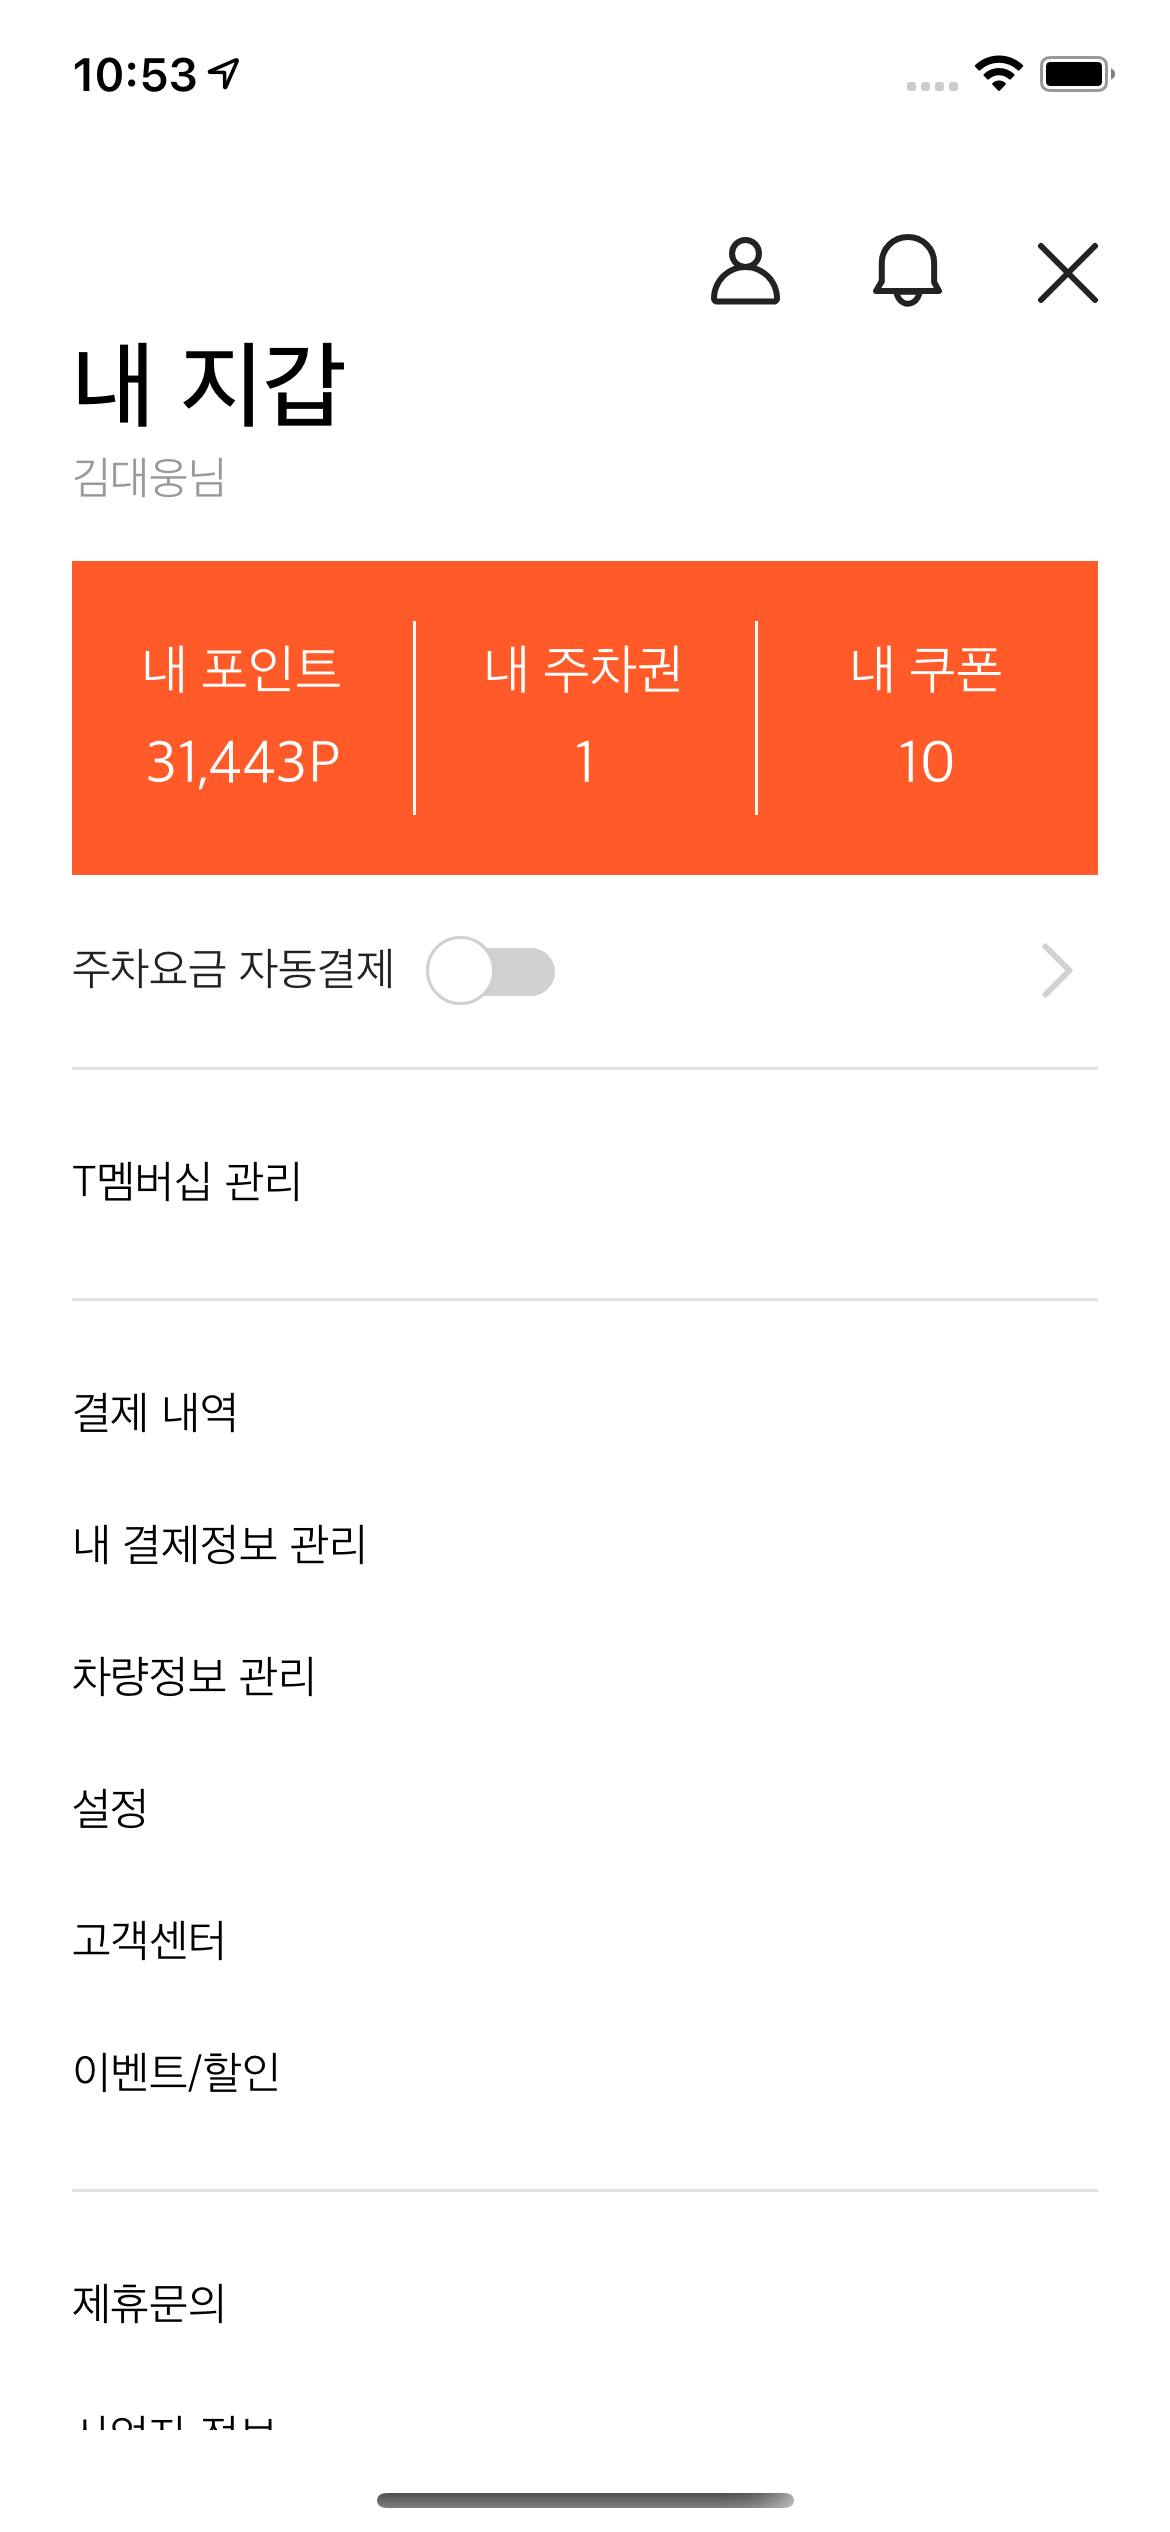 10:53
내 지갑
김대웅님
내 포인트 내 주차권 내 쿠폰
31,443P 1 10
주차요금 자동결제
T멤버십 관리
결제 내역
내 결제정보 관리
차량정보 관리
설정
고객센터
이벤트/할인
제휴문의